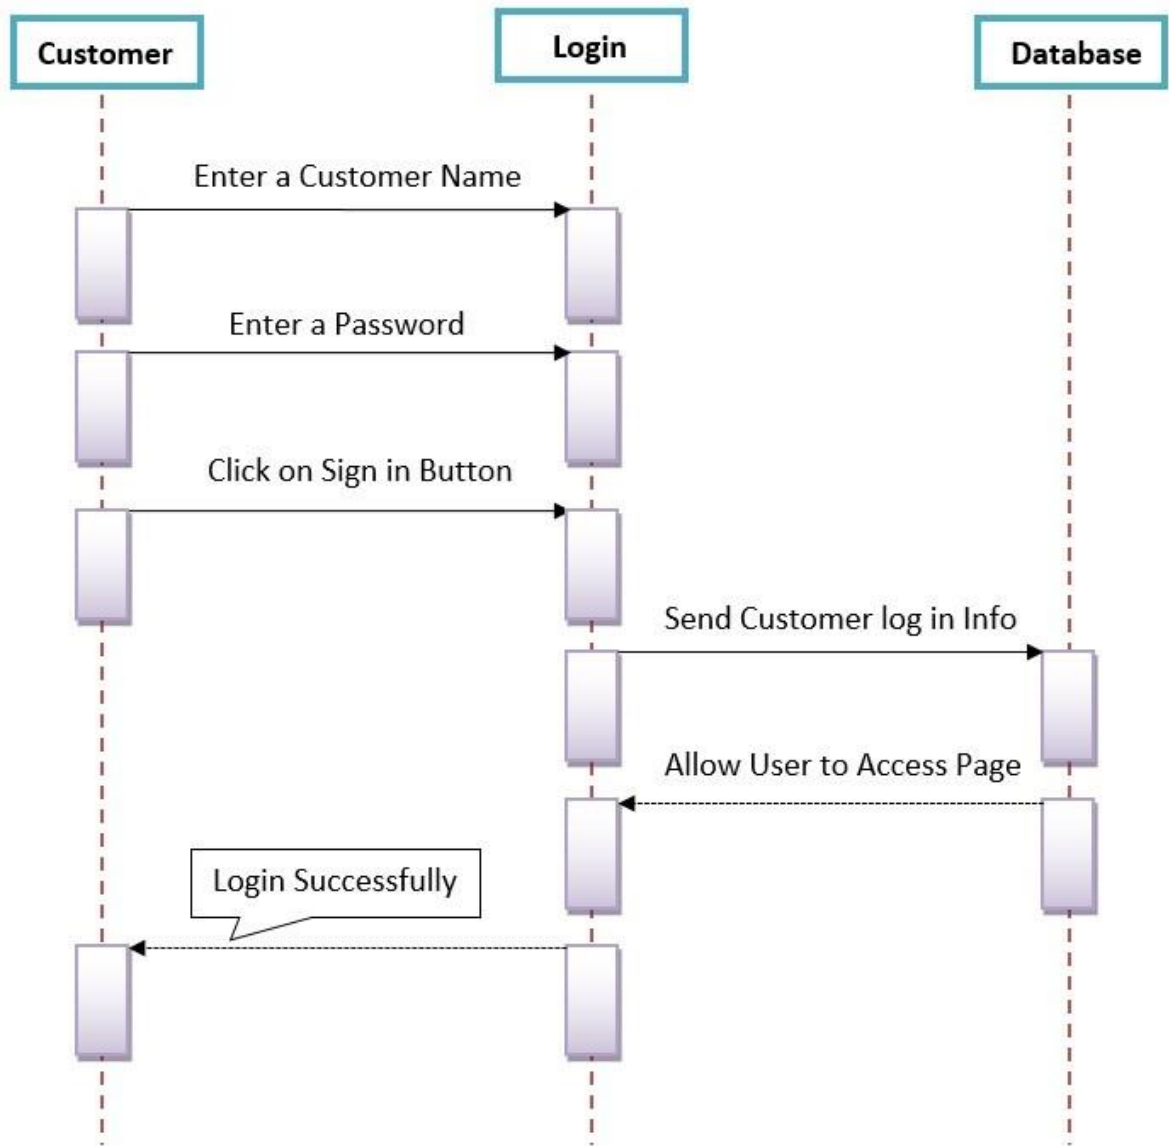 Customer
Login
Database
Enter a Customer Name
Enter a Password
Click on Sign in Button
Send Customer log in Info
Allow User to Access Page
Login Successfully